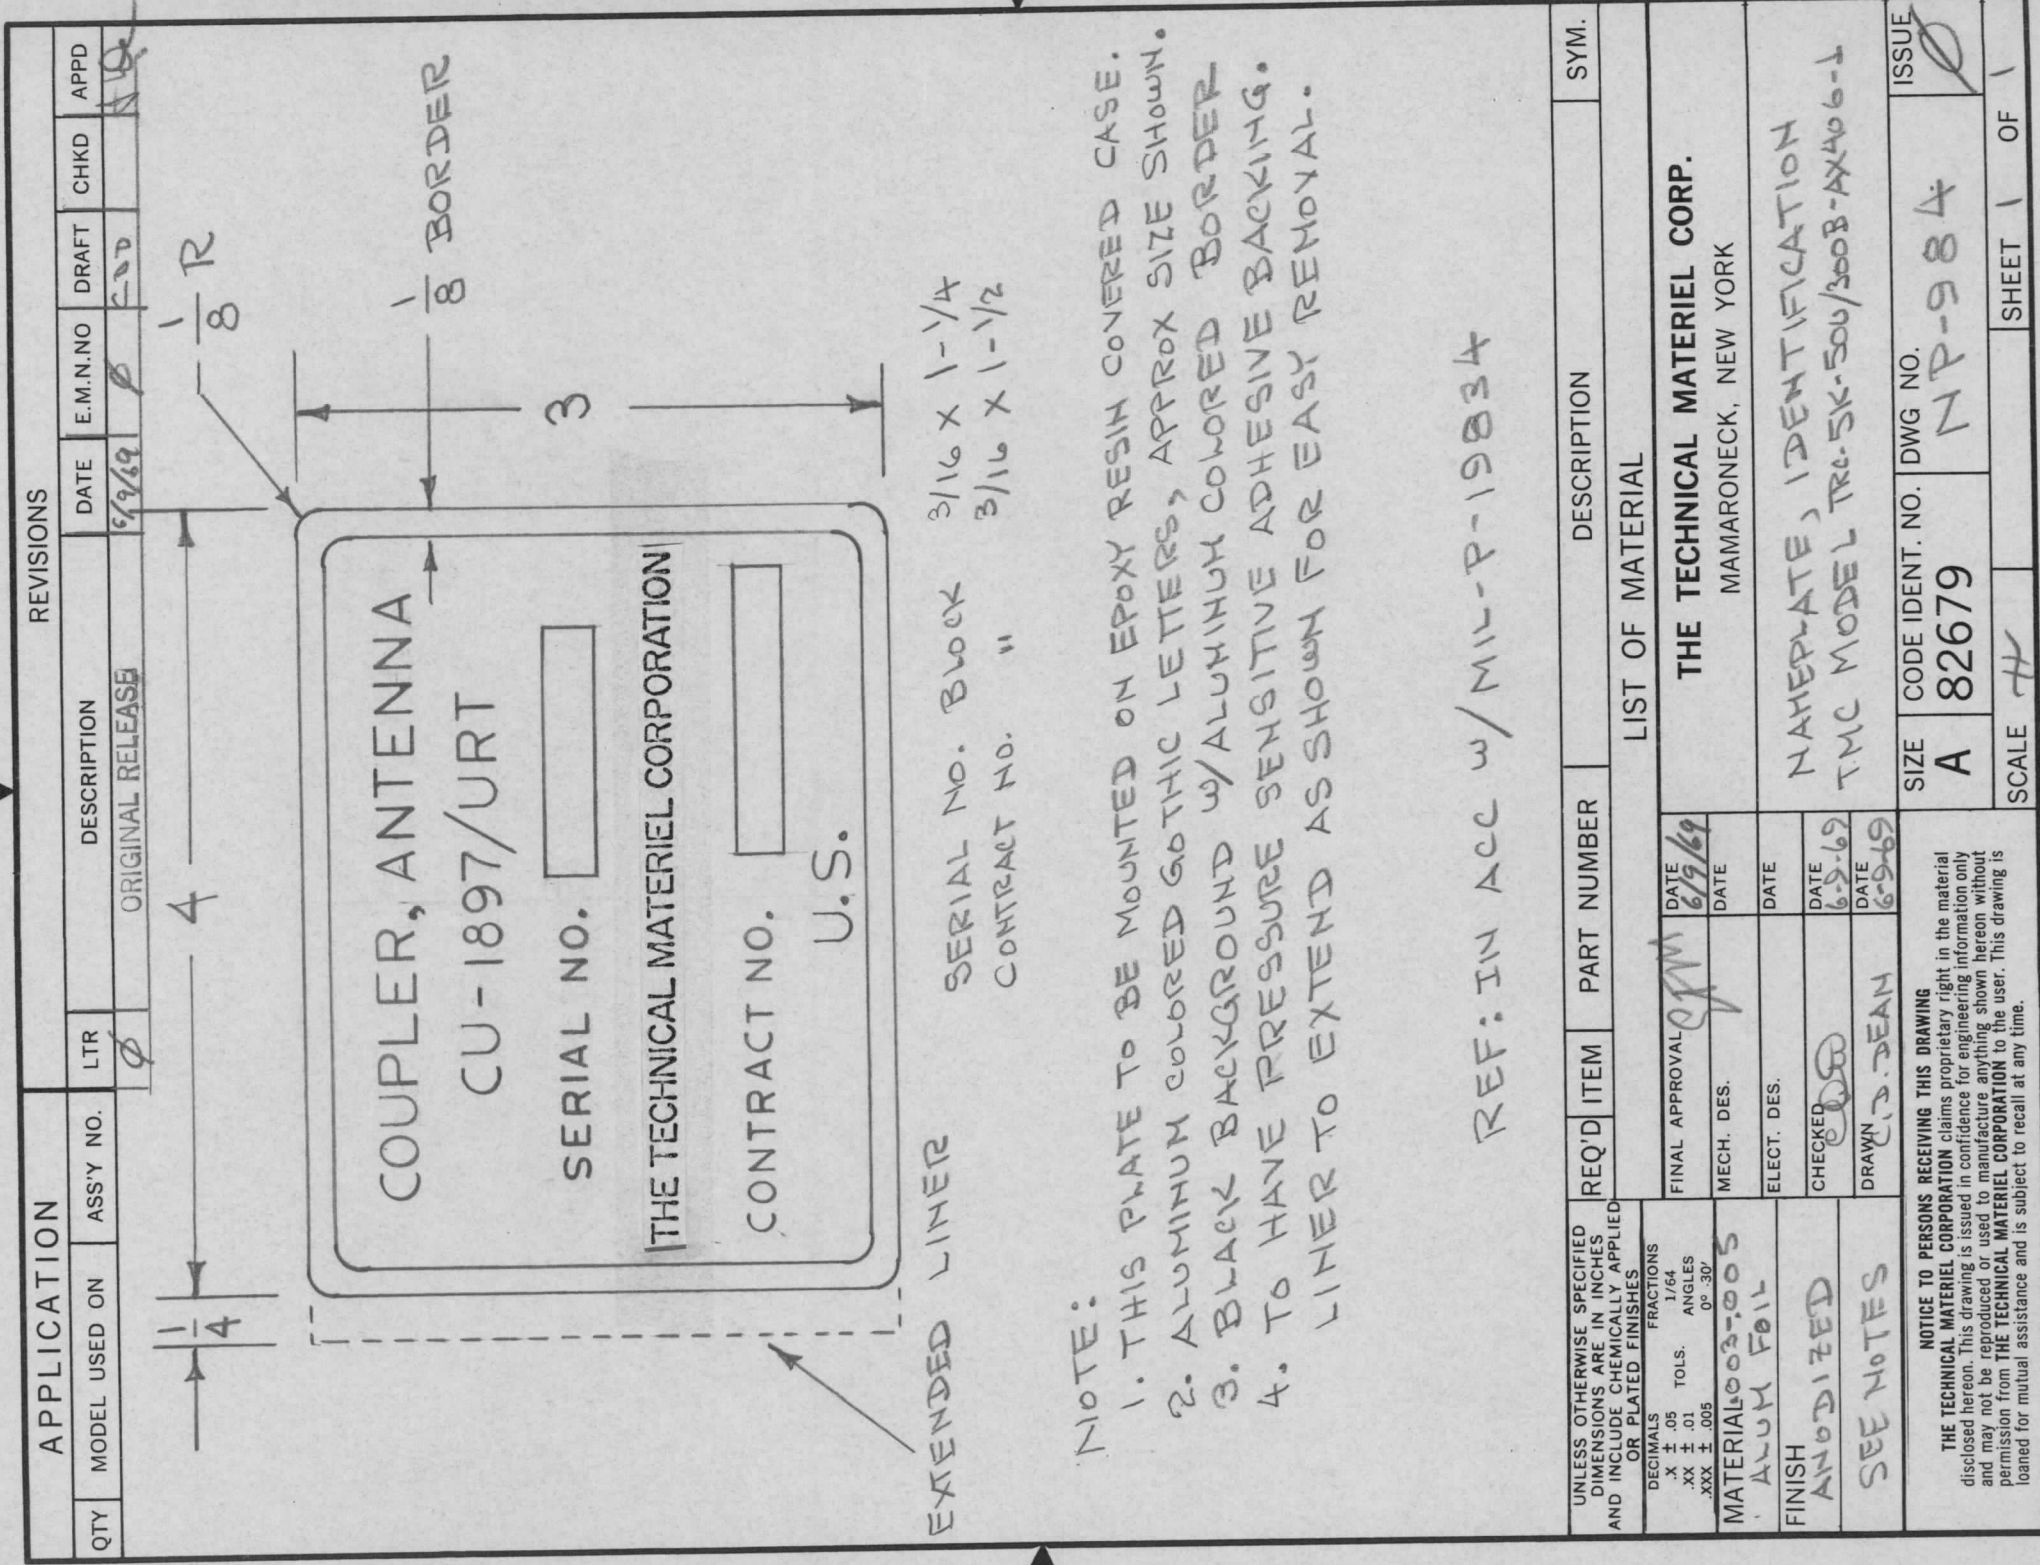 APPLICATION
REVISIONS
QTY MODEL USED ON ASS'Y NO. LTR DESCRIPTION DATE E.M.N.NO DRAFT CHKD APPD
Ø ORIGINAL RELEASE 6/9/69 Ø
1/4
4
1/8 R
COUPLER, ANTENNA
CU-1897/URT
1/8 BORDER
SERIAL NO.
3
THE TECHNICAL MATERIEL CORPORATION
CONTRACT NO.
U.S.
EXTENDED LINER
SERIAL NO. BLOCK 3/16 X 1-1/4
CONTRACT NO. " 3/16 X 1-1/2
NOTE:
1. THIS PLATE TO BE MOUNTED ON EPOXY RESIN COVERED CASE.
2. ALUMINUM COLORED GOTHIC LETTERS, APPROX SIZE SHOWN.
3. BLACK BACKGROUND W/ALUMINUM COLORED BORDER
4. TO HAVE PRESSURE SENSITIVE ADHESIVE BACKING.
LINER TO EXTEND AS SHOWN FOR EASY REMOVAL.
REF: IN ACC W/MIL-P-19834
REQ'D ITEM PART NUMBER DESCRIPTION SYM.
LIST OF MATERIAL
UNLESS OTHERWISE SPECIFIED
DIMENSIONS ARE IN INCHES
AND INCLUDE CHEMICALLY APPLIED
OR PLATED FINISHES
DECIMALS FRACTIONS
.X ± .05 TOLS. 1/64
.XX ± .01 ANGLES
.XXX ± .005 0° 30'
MATERIAL .003-.005
ALUM FOIL
FINISH
ANODIZED
SEE NOTES
FINAL APPROVAL DATE 6/9/69
MECH. DES. DATE
ELECT. DES. DATE
CHECKED DATE 6-9-69
DRAWN C.D. DEAN DATE 6-9-69
THE TECHNICAL MATERIEL CORP.
MAMARONECK, NEW YORK
NAMEPLATE, IDENTIFICATION
TMC MODEL TRC-5K-50U/300B-AX406-1
SIZE A
CODE IDENT. NO. 82679
DWG NO. NP-984
ISSUE Ø
SCALE
SHEET 1 OF 1
NOTICE TO PERSONS RECEIVING THIS DRAWING
THE TECHNICAL MATERIEL CORPORATION claims proprietary right in the material
disclosed hereon. This drawing is issued in confidence for engineering information only
and may not be reproduced or used to manufacture anything shown hereon without
permission from THE TECHNICAL MATERIEL CORPORATION to the user. This drawing is
loaned for mutual assistance and is subject to recall at any time.